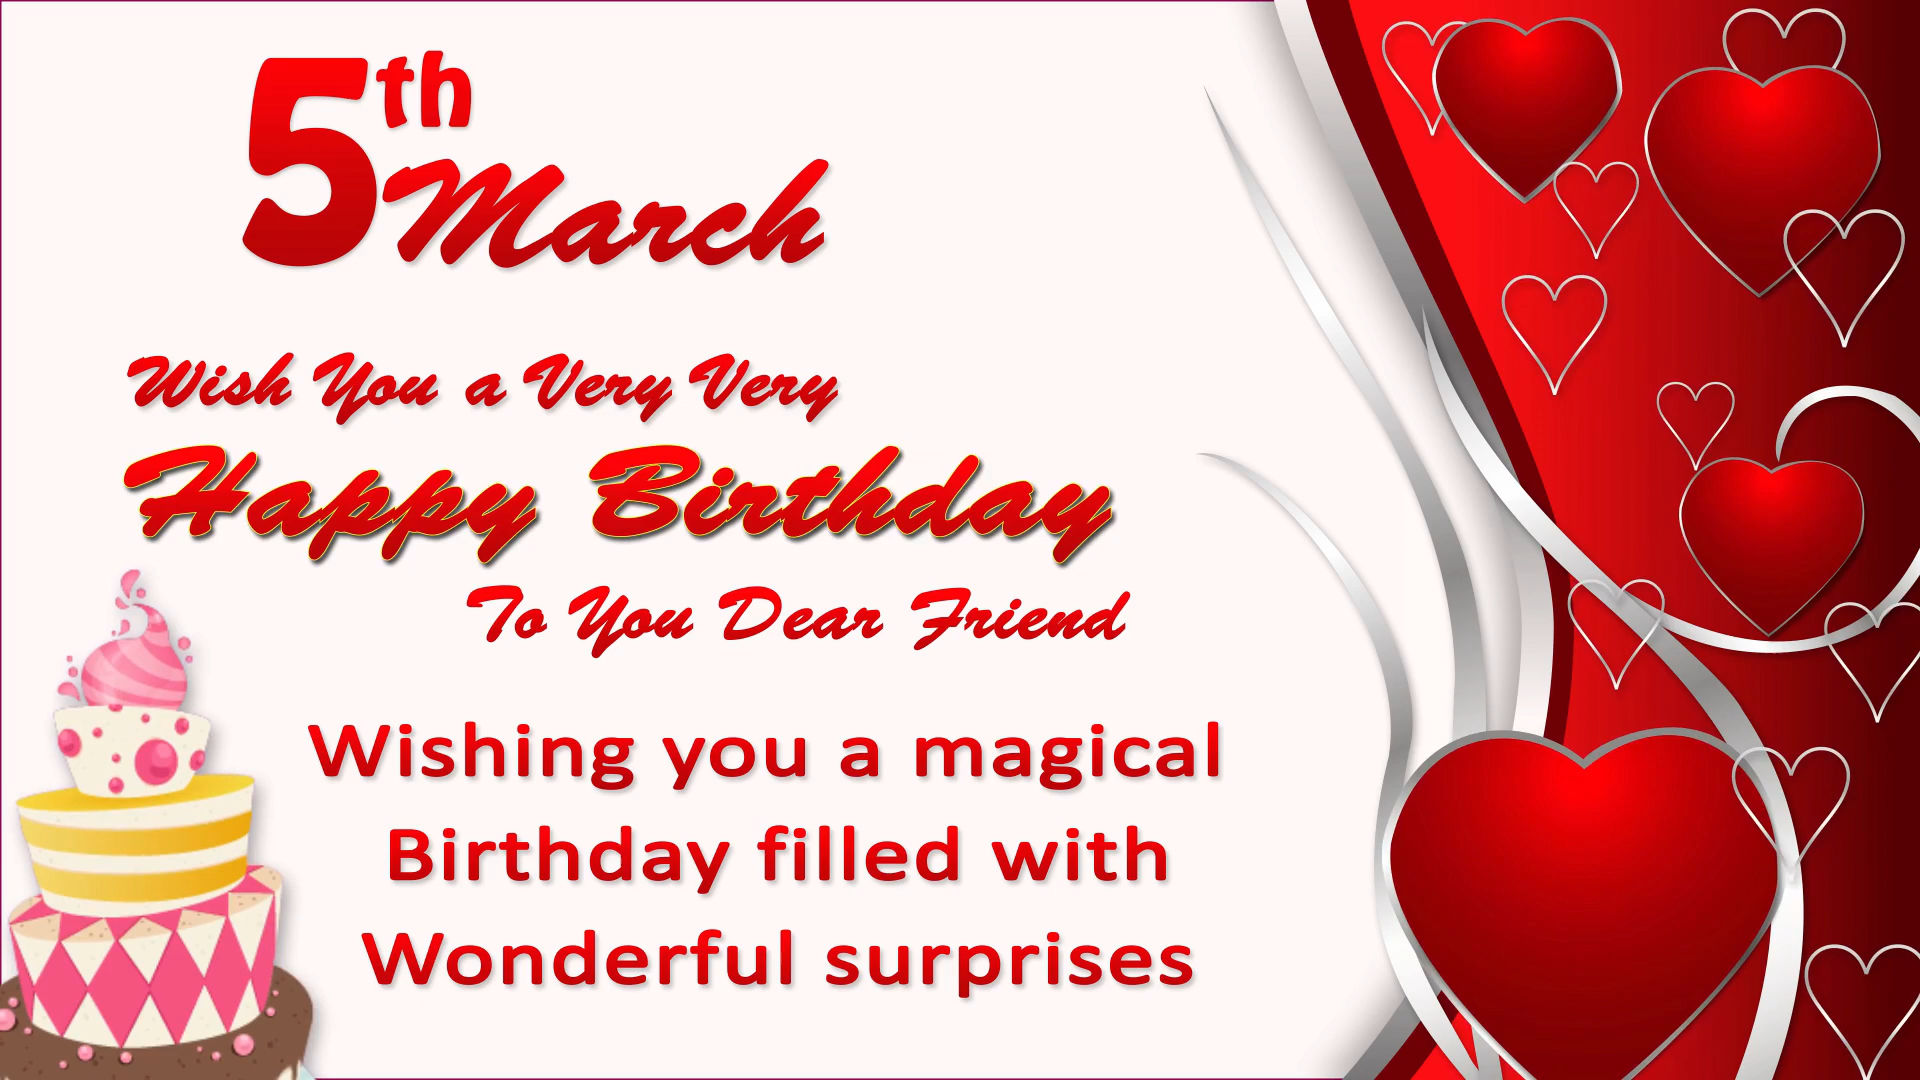 5th March
Wish You a Very Very
Happy Birthday
To You Dear Friend
Wishing you a magical
Birthday filled with
Wonderful surprises